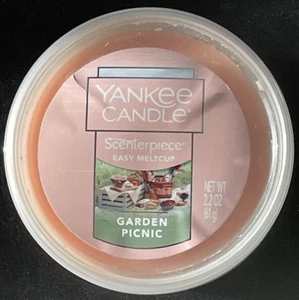 YANKEE
CANDLE®
Scenterpiece®
EASY MELTCUP
GARDEN
PICNIC
NET WT
2.2 OZ
(61 g)